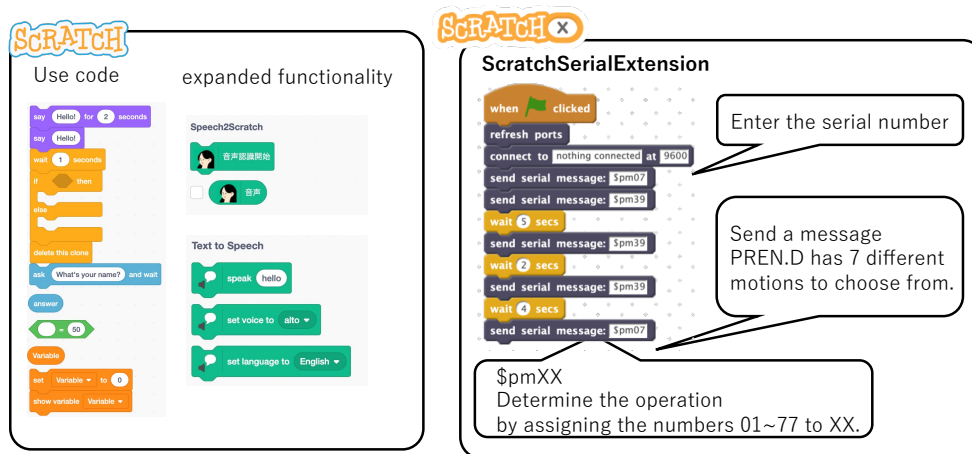 SCRATCH
Use code
expanded functionality
say Hello! for 2 seconds
say Hello!
wait 1 seconds
if then
else
delete this clone
ask What's your name? and wait
answer
= 50
Variable
set Variable to 0
show variable Variable
Speech2Scratch
音声認識開始
音声
Text to Speech
speak hello
set voice to alto
set language to English
SCRATCH X
ScratchSerialExtension
when clicked
refresh ports
connect to nothing connected at 9600
send serial message: $pm07
send serial message: $pm39
wait 5 secs
send serial message: $pm39
wait 2 secs
send serial message: $pm39
wait 4 secs
send serial message: $pm07
Enter the serial number
Send a message
PREN.D has 7 different
motions to choose from.
$pmXX
Determine the operation
by assigning the numbers 01~77 to XX.